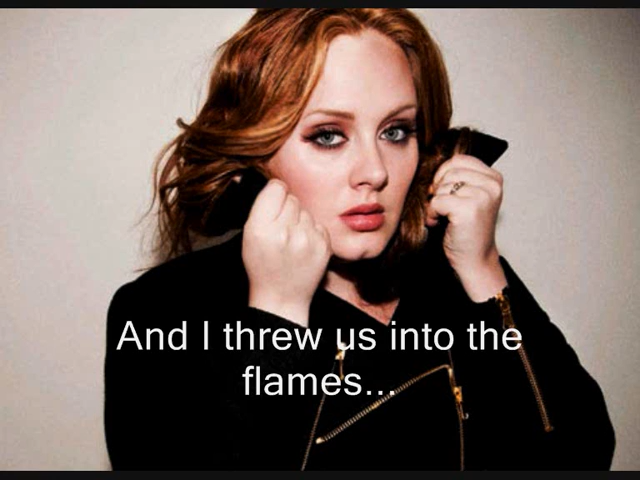 And I threw us into the
flames...